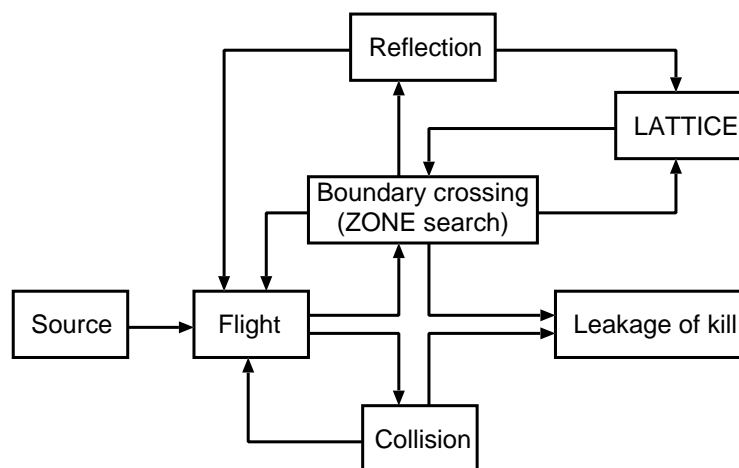 Reflection
LATTICE
Boundary crossing
(ZONE search)
Source
Flight
Leakage of kill
Collision